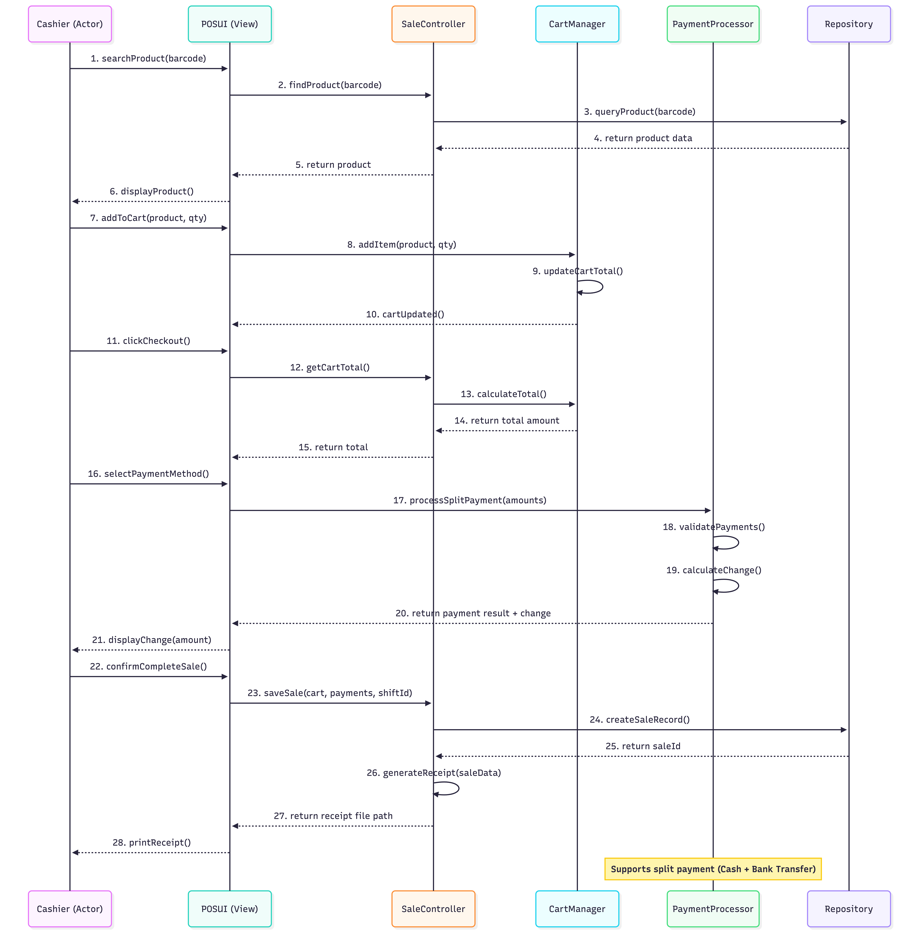 Cashier (Actor)
POSUI (View)
SaleController
CartManager
PaymentProcessor
Repository
1. searchProduct(barcode)
2. findProduct(barcode)
3. queryProduct(barcode)
4. return product data
5. return product
6. displayProduct()
7. addToCart(product, qty)
8. addItem(product, qty)
9. updateCartTotal()
10. cartUpdated()
11. clickCheckout()
12. getCartTotal()
13. calculateTotal()
14. return total amount
15. return total
16. selectPaymentMethod()
17. processSplitPayment(amounts)
18. validatePayments()
19. calculateChange()
20. return payment result + change
21. displayChange(amount)
22. confirmCompleteSale()
23. saveSale(cart, payments, shiftId)
24. createSaleRecord()
25. return saleId
26. generateReceipt(saleData)
27. return receipt file path
28. printReceipt()
Supports split payment (Cash + Bank Transfer)
Cashier (Actor)
POSUI (View)
SaleController
CartManager
PaymentProcessor
Repository